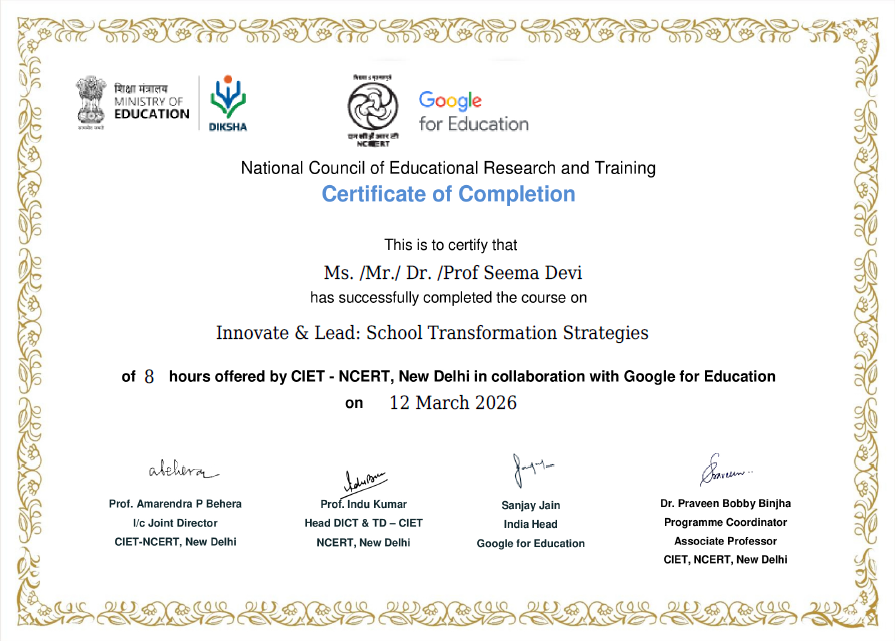 शिक्षा मंत्रालय
MINISTRY OF
EDUCATION
DIKSHA
एन सी ई आर टी
NCERT
Google
for Education
National Council of Educational Research and Training
Certificate of Completion
This is to certify that
Ms. /Mr./ Dr. /Prof Seema Devi
has successfully completed the course on
Innovate & Lead: School Transformation Strategies
of 8 hours offered by CIET - NCERT, New Delhi in collaboration with Google for Education
on 12 March 2026
Prof. Amarendra P Behera
I/c Joint Director
CIET-NCERT, New Delhi
Prof. Indu Kumar
Head DICT & TD – CIET
NCERT, New Delhi
Sanjay Jain
India Head
Google for Education
Dr. Praveen Bobby Binjha
Programme Coordinator
Associate Professor
CIET, NCERT, New Delhi